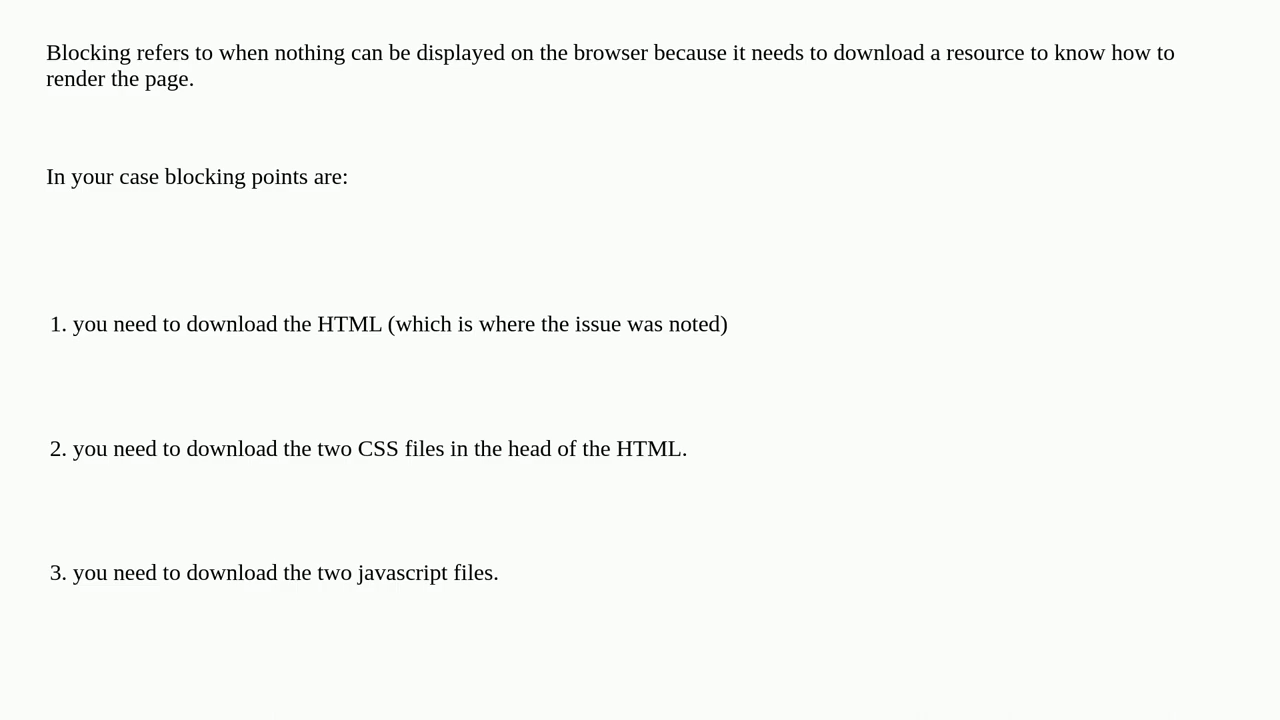 Blocking refers to when nothing can be displayed on the browser because it needs to download a resource to know how to
render the page.
In your case blocking points are:
1. you need to download the HTML (which is where the issue was noted)
2. you need to download the two CSS files in the head of the HTML.
3. you need to download the two javascript files.